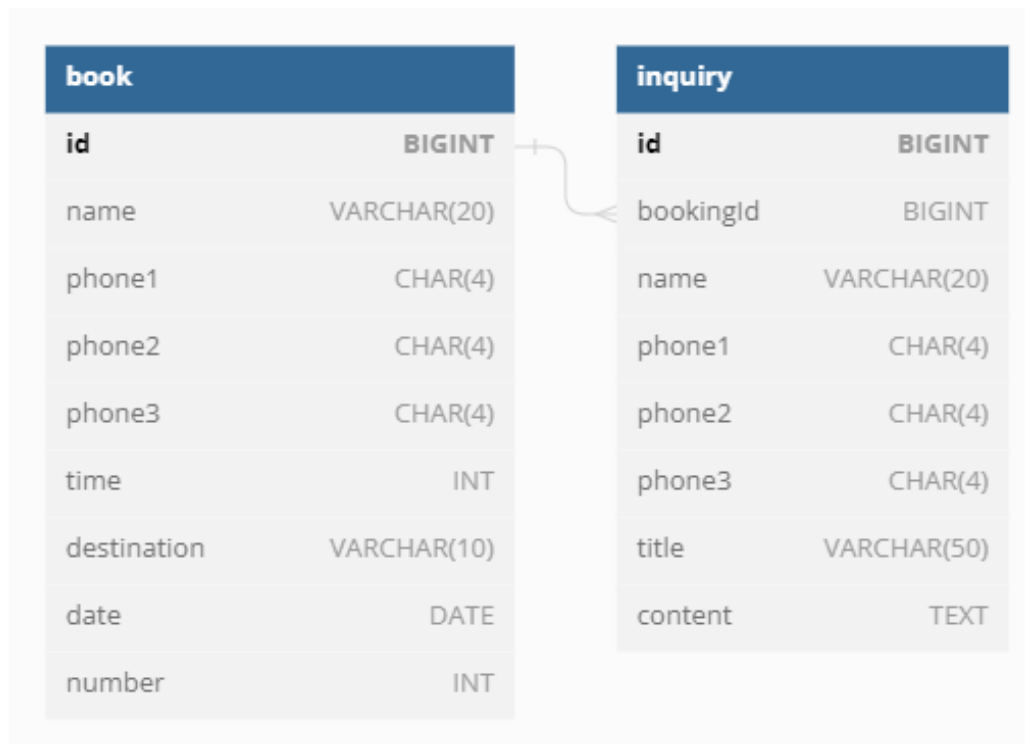 book
id BIGINT
name VARCHAR(20)
phone1 CHAR(4)
phone2 CHAR(4)
phone3 CHAR(4)
time INT
destination VARCHAR(10)
date DATE
number INT
inquiry
id BIGINT
bookingId BIGINT
name VARCHAR(20)
phone1 CHAR(4)
phone2 CHAR(4)
phone3 CHAR(4)
title VARCHAR(50)
content TEXT